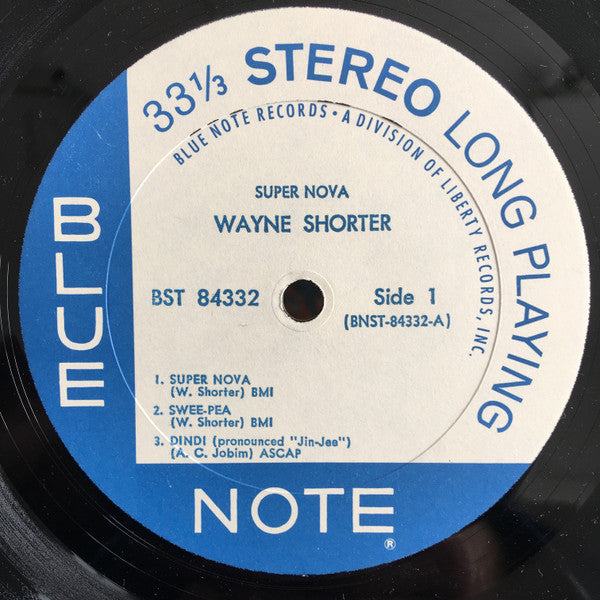 33⅓ STEREO LONG PLAYING
BLUE NOTE RECORDS • A DIVISION OF LIBERTY RECORDS, INC.
SUPER NOVA
WAYNE SHORTER
BST 84332
Side 1
(BNST-84332-A)
1. SUPER NOVA
(W. Shorter) BMI
2. SWEE-PEA
(W. Shorter) BMI
3. DINDI (pronounced "Jin-Jee")
(A. C. Jobim) ASCAP
BLUE
NOTE®